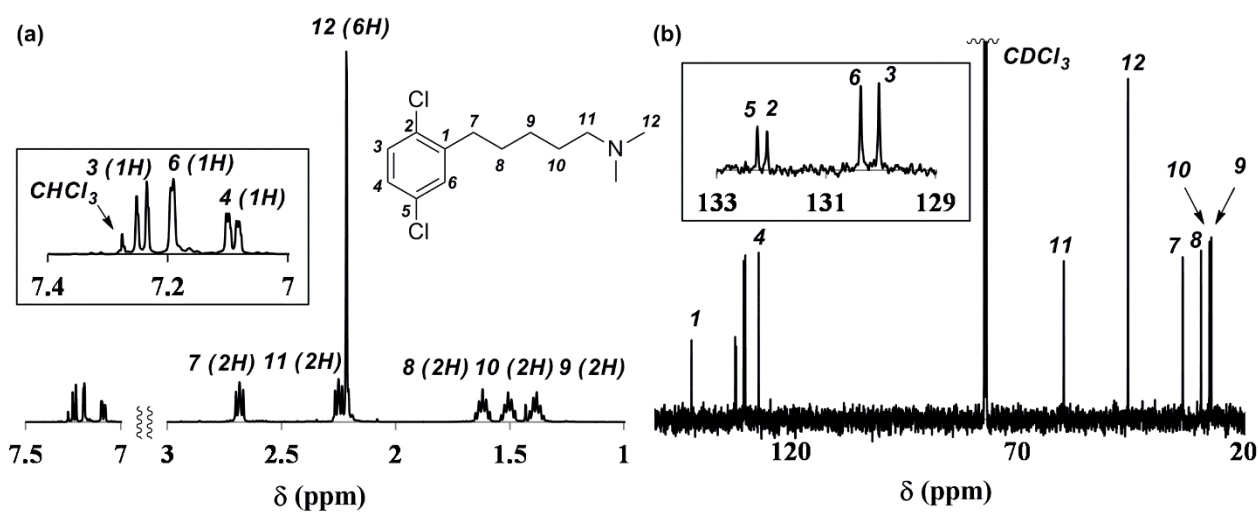 (a)
12 (6H)
Cl
2
3
4
5
1
6
Cl
7
8
9
10
11
N
12
3 (1H)
6 (1H)
CHCl3
4 (1H)
7.4
7.2
7
7 (2H) 11 (2H)
8 (2H) 10 (2H) 9 (2H)
7.5
7
3
2.5
2
1.5
1
δ (ppm)
(b)
CDCl3
12
5 2
6
3
133
131
129
10
9
4
11
7
8
1
120
70
20
δ (ppm)